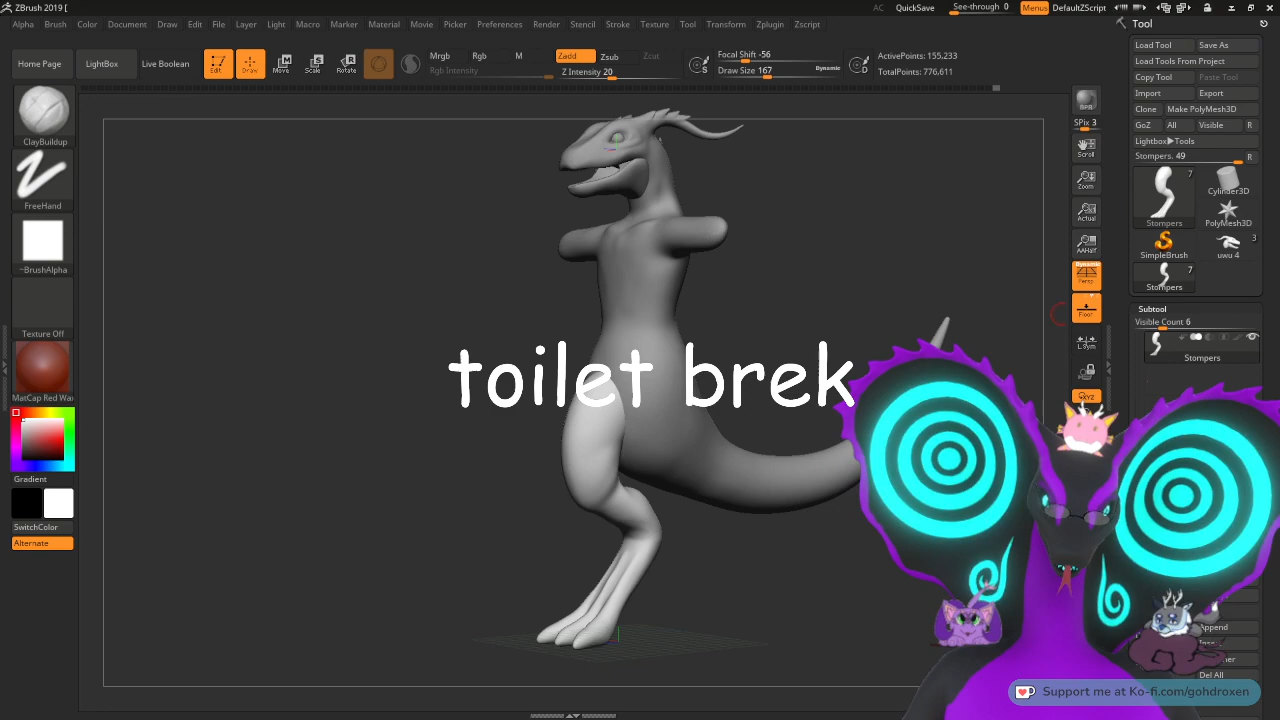 ZBrush 2019 [
AC QuickSave See-through 0 Menus DefaultZScript
Alpha Brush Color Document Draw Edit File Layer Light Macro Marker Material Movie Picker Preferences Render Stencil Stroke Texture Tool Transform Zplugin Zscript
Tool
Home Page LightBox Live Boolean Edit Draw Move Scale Rotate
M S R
Mrgb Rgb M Zadd Zsub Zcut
Rgb Intensity Z Intensity 20
S
Focal Shift -56
Draw Size 167 Dynamic
D
ActivePoints: 155,233
TotalPoints: 776,611
Load Tool Save As
Load Tools From Project
Copy Tool Paste Tool
Import Export
Clone Make PolyMesh3D
GoZ All Visible R
Lightbox▶Tools
Stompers. 49 R
7
Stompers
Cylinder3D
PolyMesh3D
SimpleBrush
3
uwu 4
7
Stompers
Subtool
Visible Count 6
Stompers
ClayBuildup
FreeHand
~BrushAlpha
Texture Off
MatCap Red Wax
Gradient
SwitchColor
Alternate
BPR
SPix 3
Scroll
Zoom
Actual
AAHalf
Dynamic
Persp
Floor
L.Sym
XYZ
toilet brek
Append
Del All
Support me at Ko-fi.com/gohdroxen